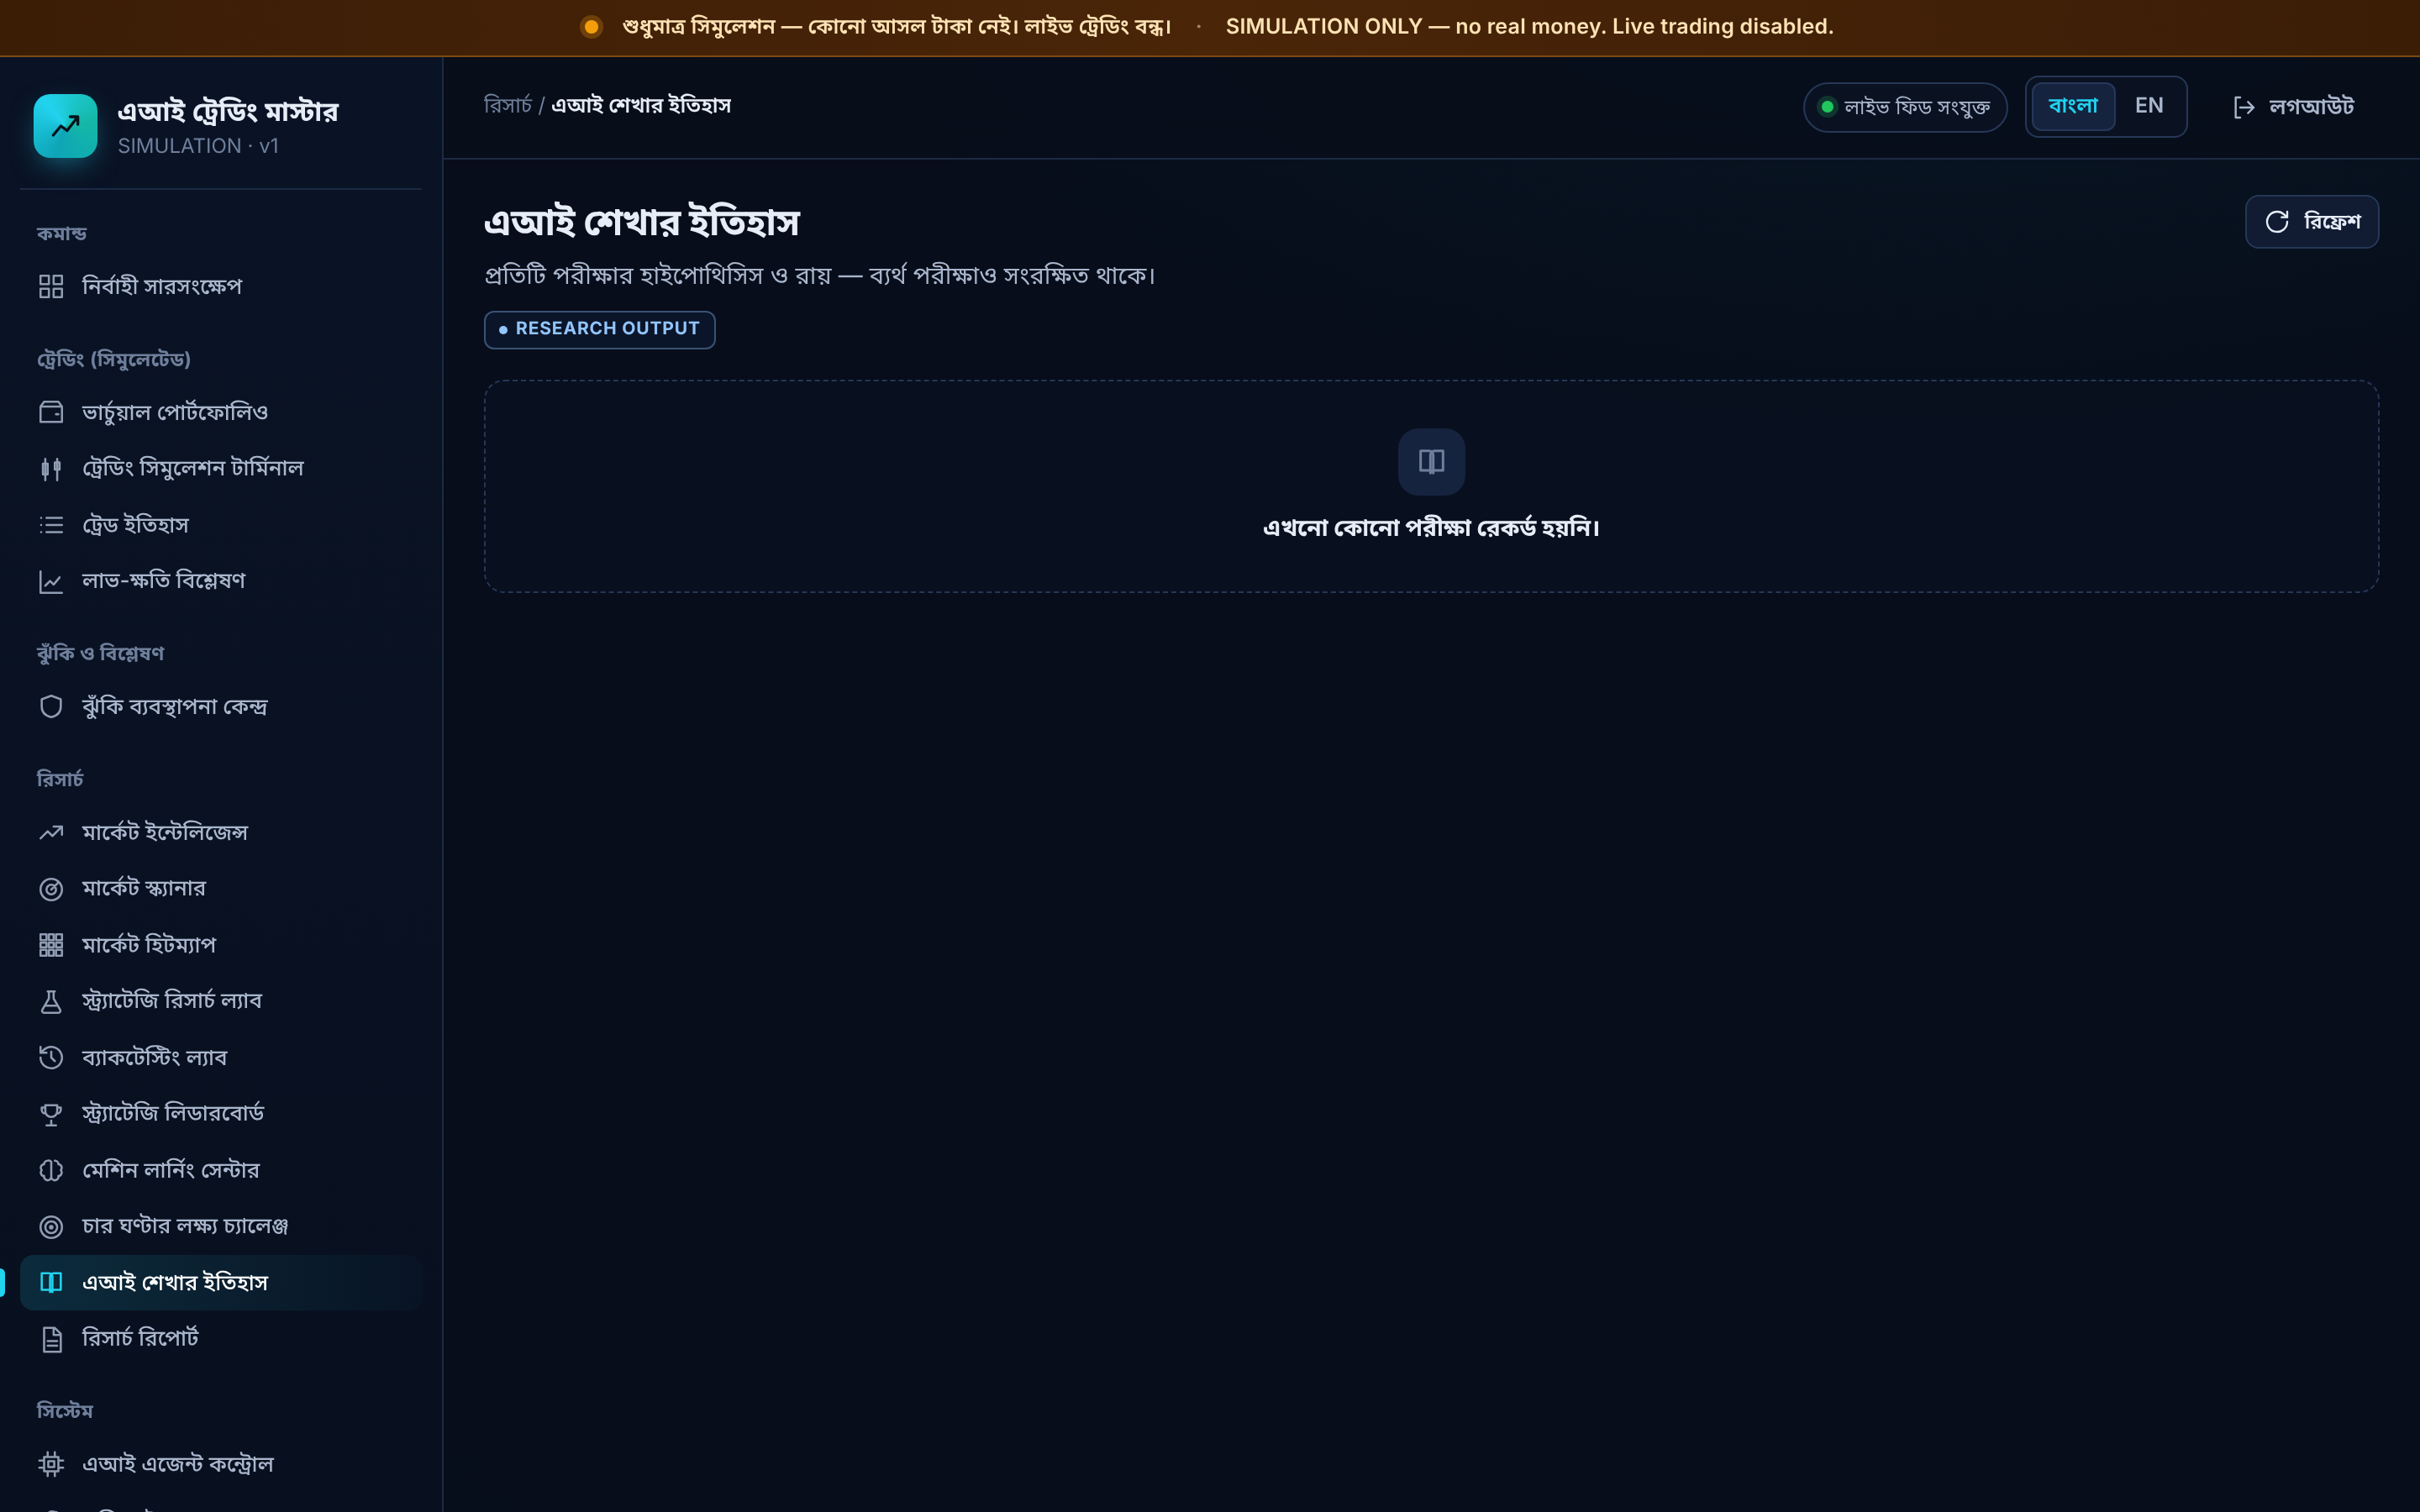 শুধুমাত্র সিমুলেশন — কোনো আসল টাকা নেই। লাইভ ট্রেডিং বন্ধ। · SIMULATION ONLY — no real money. Live trading disabled.
এআই ট্রেডিং মাস্টার
SIMULATION · v1
কমান্ড
নির্বাহী সারসংক্ষেপ
ট্রেডিং (সিমুলেটেড)
ভার্চুয়াল পোর্টফোলিও
ট্রেডিং সিমুলেশন টার্মিনাল
ট্রেড ইতিহাস
লাভ-ক্ষতি বিশ্লেষণ
ঝুঁকি ও বিশ্লেষণ
ঝুঁকি ব্যবস্থাপনা কেন্দ্র
রিসার্চ
মার্কেট ইন্টেলিজেন্স
মার্কেট স্ক্যানার
মার্কেট হিটম্যাপ
স্ট্র্যাটেজি রিসার্চ ল্যাব
ব্যাকটেস্টিং ল্যাব
স্ট্র্যাটেজি লিডারবোর্ড
মেশিন লার্নিং সেন্টার
চার ঘণ্টার লক্ষ্য চ্যালেঞ্জ
এআই শেখার ইতিহাস
রিসার্চ রিপোর্ট
সিস্টেম
এআই এজেন্ট কন্ট্রোল
রিসার্চ / এআই শেখার ইতিহাস
লাইভ ফিড সংযুক্ত
বাংলা EN
লগআউট
এআই শেখার ইতিহাস
রিফ্রেশ
প্রতিটি পরীক্ষার হাইপোথিসিস ও রায় — ব্যর্থ পরীক্ষাও সংরক্ষিত থাকে।
RESEARCH OUTPUT
এখনো কোনো পরীক্ষা রেকর্ড হয়নি।